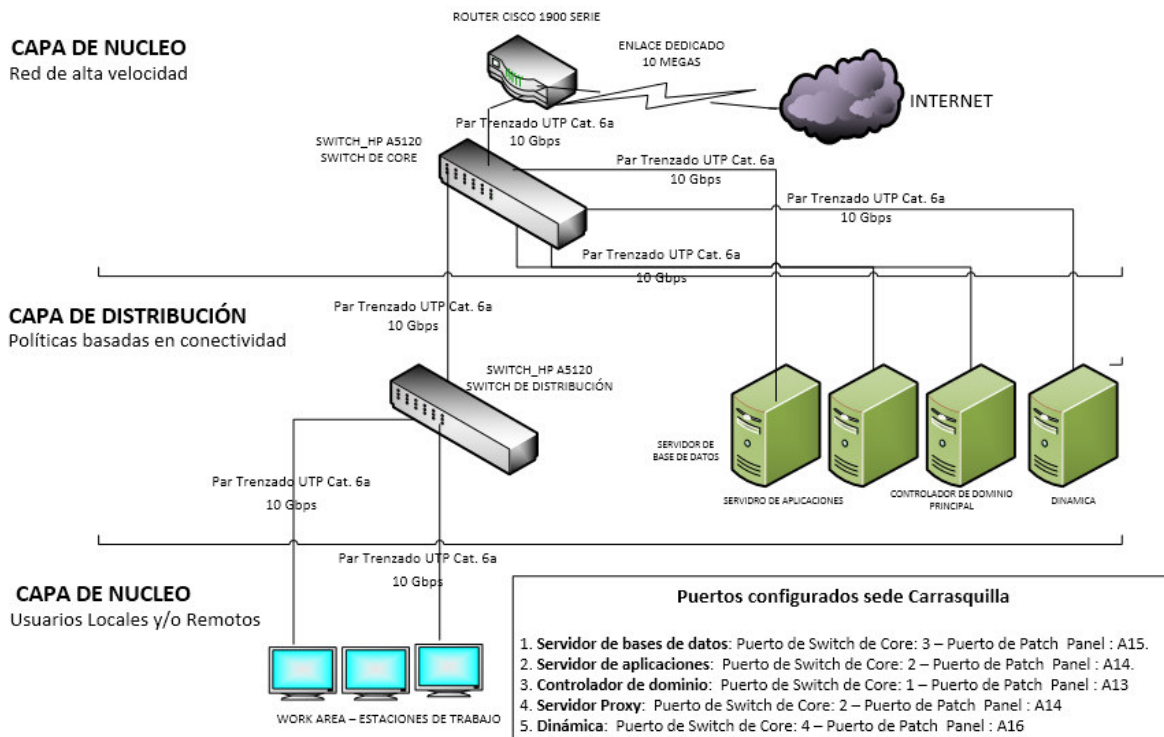 ROUTER CISCO 1900 SERIE
CAPA DE NUCLEO
Red de alta velocidad
ENLACE DEDICADO
10 MEGAS
INTERNET
Par Trenzado UTP Cat. 6a
10 Gbps
SWITCH_HP A5120
SWITCH DE CORE
Par Trenzado UTP Cat. 6a
10 Gbps
Par Trenzado UTP Cat. 6a
10 Gbps
Par Trenzado UTP Cat. 6a
10 Gbps
CAPA DE DISTRIBUCIÓN
Políticas basadas en conectividad
Par Trenzado UTP Cat. 6a
10 Gbps
SWITCH_HP A5120
SWITCH DE DISTRIBUCIÓN
SERVIDOR DE
BASE DE DATOS
SERVIDRO DE APLICACIONES
CONTROLADOR DE DOMINIO
PRINCIPAL
DINAMICA
Par Trenzado UTP Cat. 6a
10 Gbps
Par Trenzado UTP Cat. 6a
10 Gbps
CAPA DE NUCLEO
Usuarios Locales y/o Remotos
WORK AREA – ESTACIONES DE TRABAJO
Puertos configurados sede Carrasquilla
1. Servidor de bases de datos: Puerto de Switch de Core: 3 – Puerto de Patch Panel : A15.
2. Servidor de aplicaciones: Puerto de Switch de Core: 2 – Puerto de Patch Panel : A14.
3. Controlador de dominio: Puerto de Switch de Core: 1 – Puerto de Patch Panel : A13
4. Servidor Proxy: Puerto de Switch de Core: 2 – Puerto de Patch Panel : A14
5. Dinámica: Puerto de Switch de Core: 4 – Puerto de Patch Panel : A16